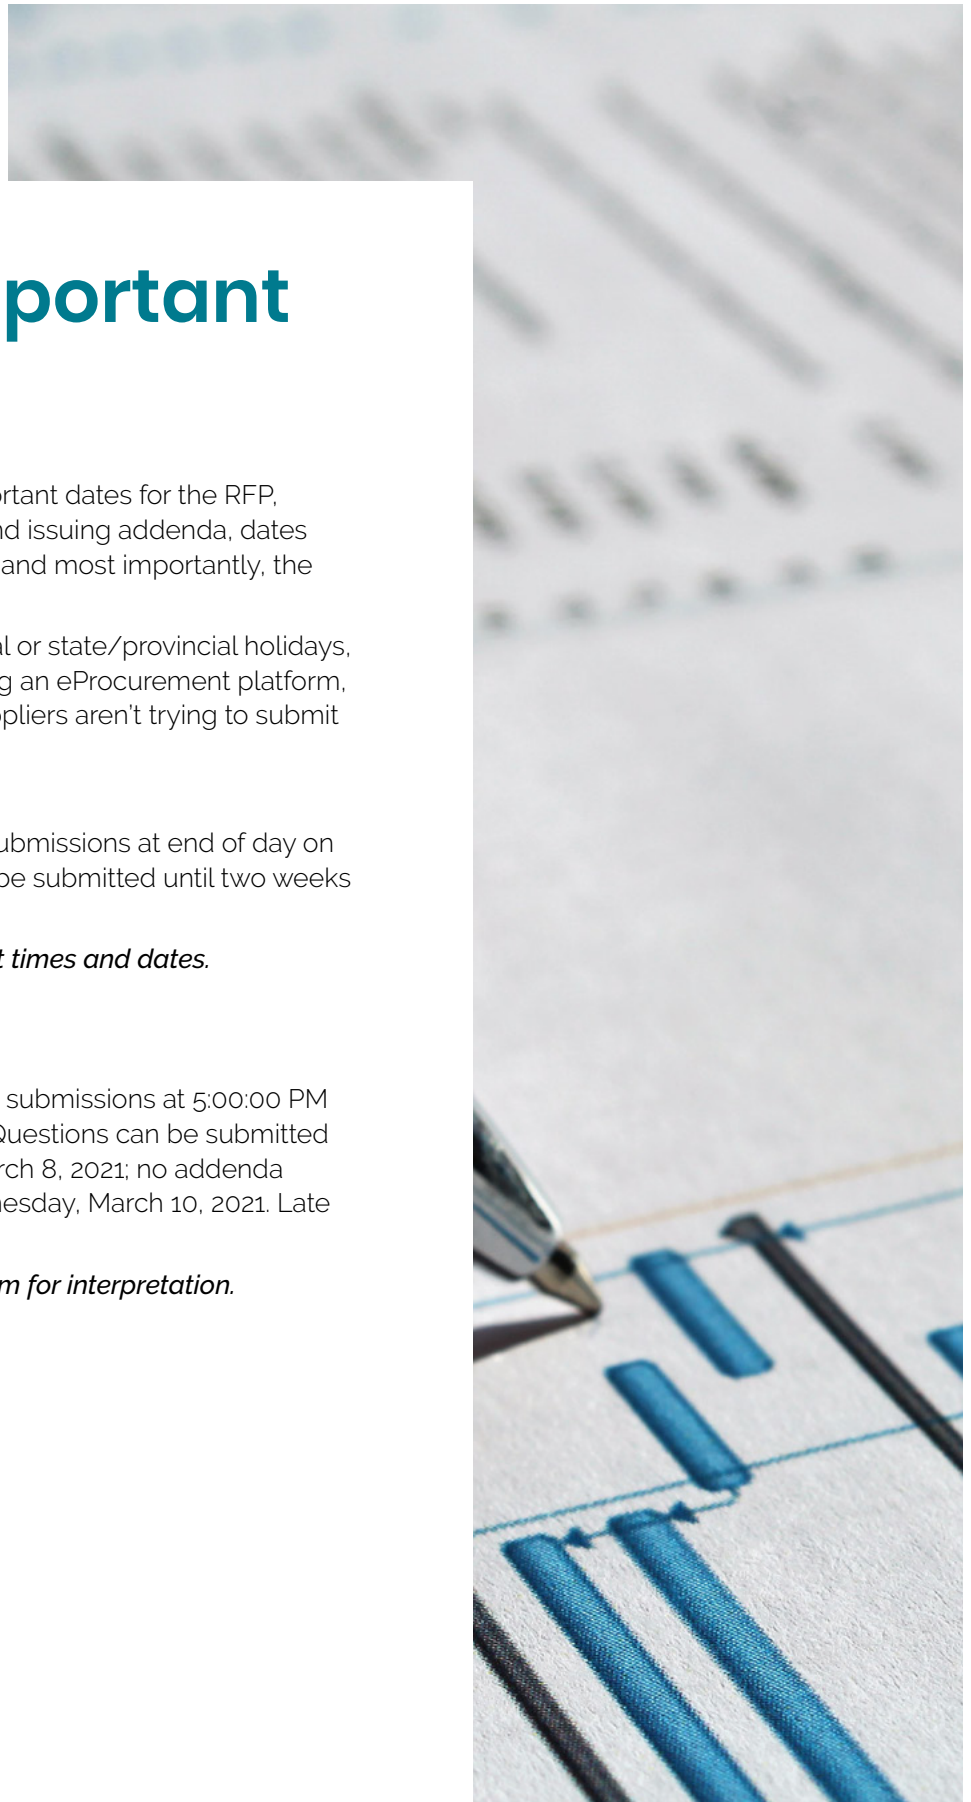 portant
rtant dates for the RFP,
nd issuing addenda, dates
and most importantly, the
l or state/provincial holidays,
g an eProcurement platform,
pliers aren't trying to submit
ubmissions at end of day on
be submitted until two weeks
t times and dates.
submissions at 5:00:00 PM
Questions can be submitted
rch 8, 2021; no addenda
esday, March 10, 2021. Late
m for interpretation.